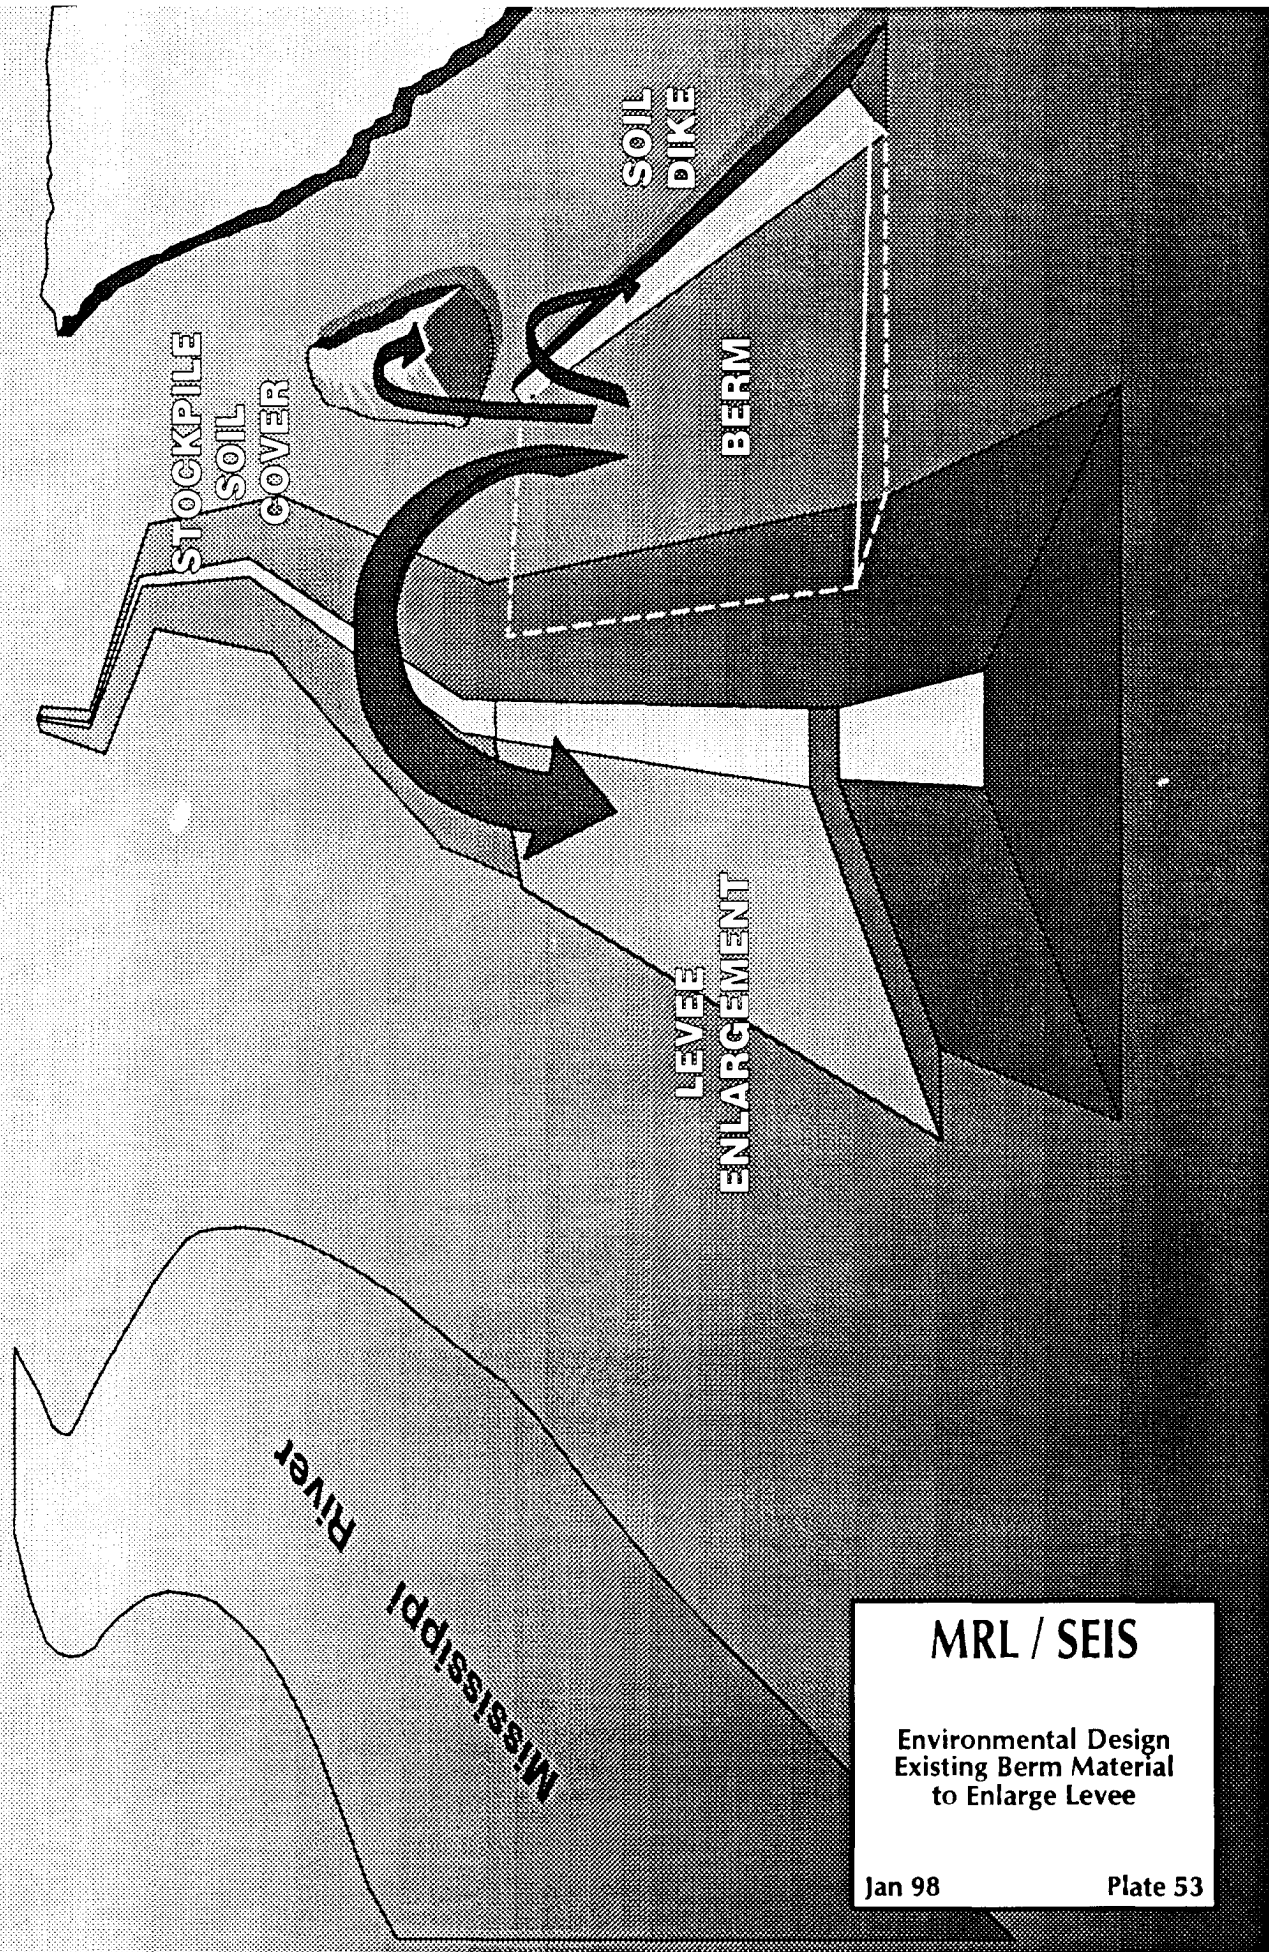 STOCKPILE
SOIL
COVER
SOIL
DIKE
BERM
LEVEE
ENLARGEMENT
Mississippi River
MRL / SEIS
Environmental Design
Existing Berm Material
to Enlarge Levee
Jan 98
Plate 53